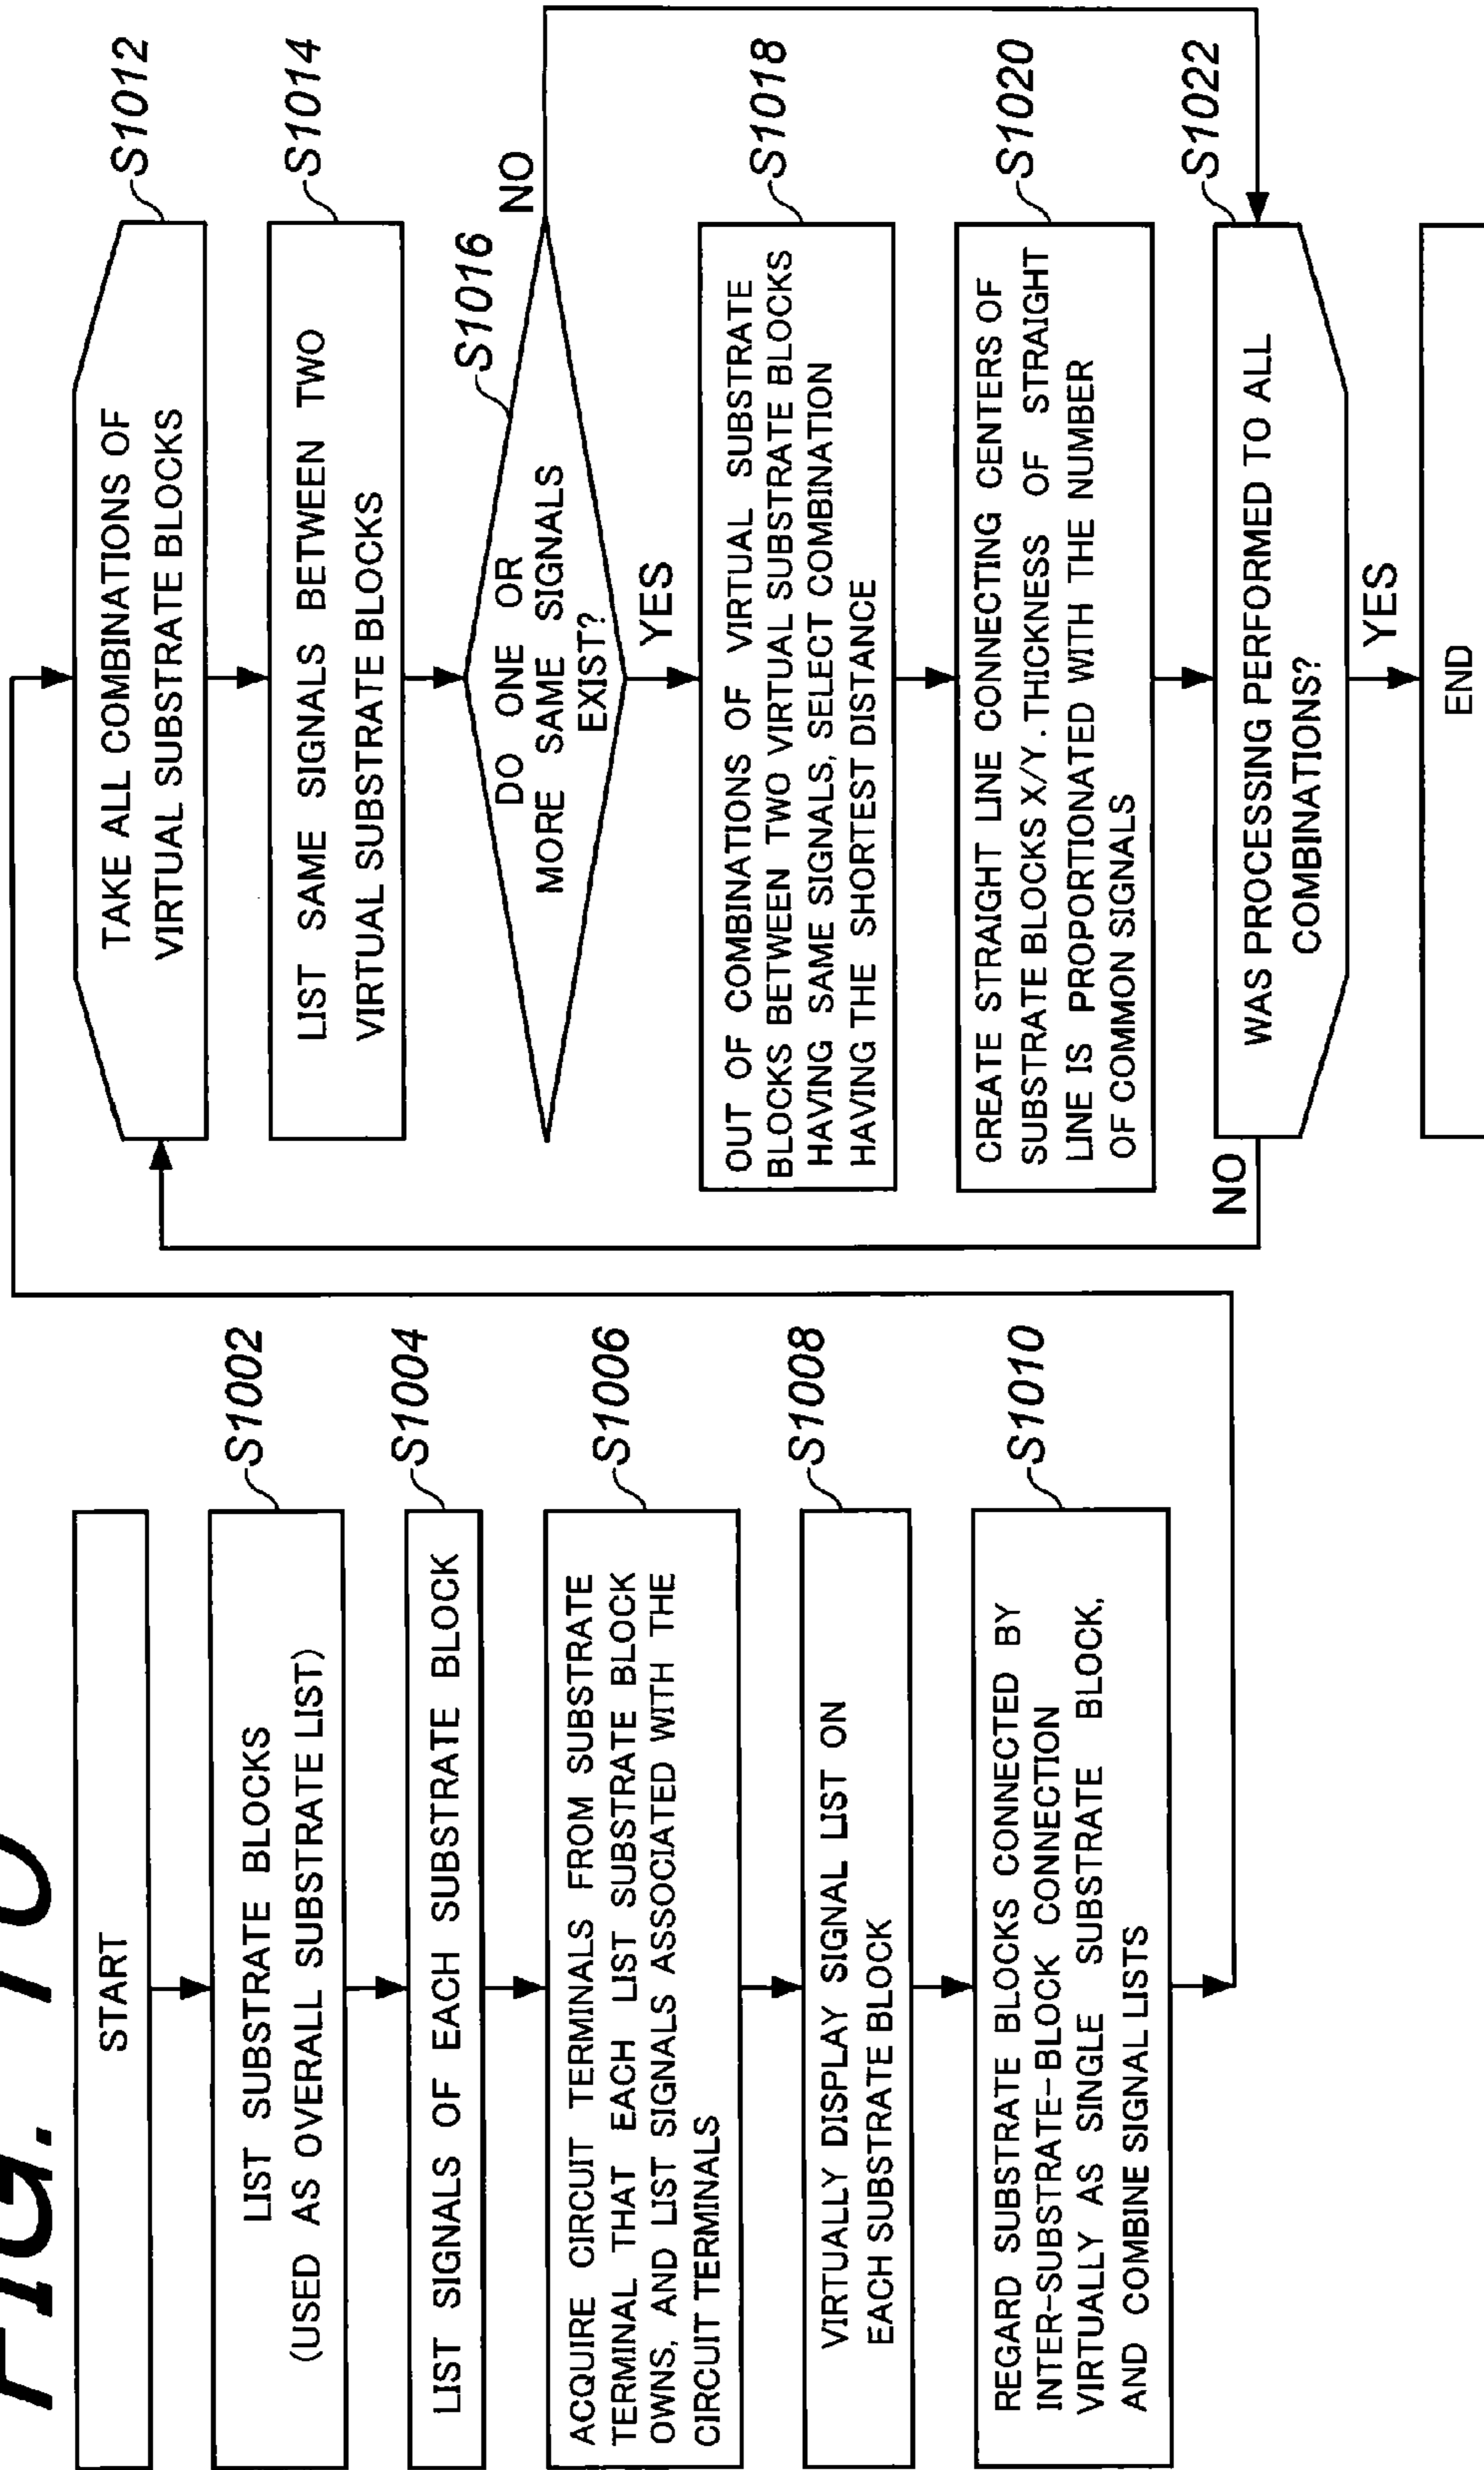 FIG. 10
START
LIST SUBSTRATE BLOCKS
(USED AS OVERALL SUBSTRATE LIST)
S1002
LIST SIGNALS OF EACH SUBSTRATE BLOCK
S1004
ACQUIRE CIRCUIT TERMINALS FROM SUBSTRATE
TERMINAL THAT EACH LIST SUBSTRATE BLOCK
OWNS, AND LIST SIGNALS ASSOCIATED WITH THE
CIRCUIT TERMINALS
S1006
VIRTUALLY DISPLAY SIGNAL LIST ON
EACH SUBSTRATE BLOCK
S1008
REGARD SUBSTRATE BLOCKS CONNECTED BY
INTER-SUBSTRATE-BLOCK CONNECTION
VIRTUALLY AS SINGLE SUBSTRATE BLOCK,
AND COMBINE SIGNAL LISTS
S1010
TAKE ALL COMBINATIONS OF
VIRTUAL SUBSTRATE BLOCKS
S1012
LIST SAME SIGNALS BETWEEN TWO
VIRTUAL SUBSTRATE BLOCKS
S1014
DO ONE OR
MORE SAME SIGNALS
EXIST?
S1016
NO
YES
OUT OF COMBINATIONS OF VIRTUAL SUBSTRATE
BLOCKS BETWEEN TWO VIRTUAL SUBSTRATE BLOCKS
HAVING SAME SIGNALS, SELECT COMBINATION
HAVING THE SHORTEST DISTANCE
S1018
CREATE STRAIGHT LINE CONNECTING CENTERS OF
SUBSTRATE BLOCKS X/Y. THICKNESS OF STRAIGHT
LINE IS PROPORTIONATED WITH THE NUMBER
OF COMMON SIGNALS
S1020
WAS PROCESSING PERFORMED TO ALL
COMBINATIONS?
S1022
NO
YES
END